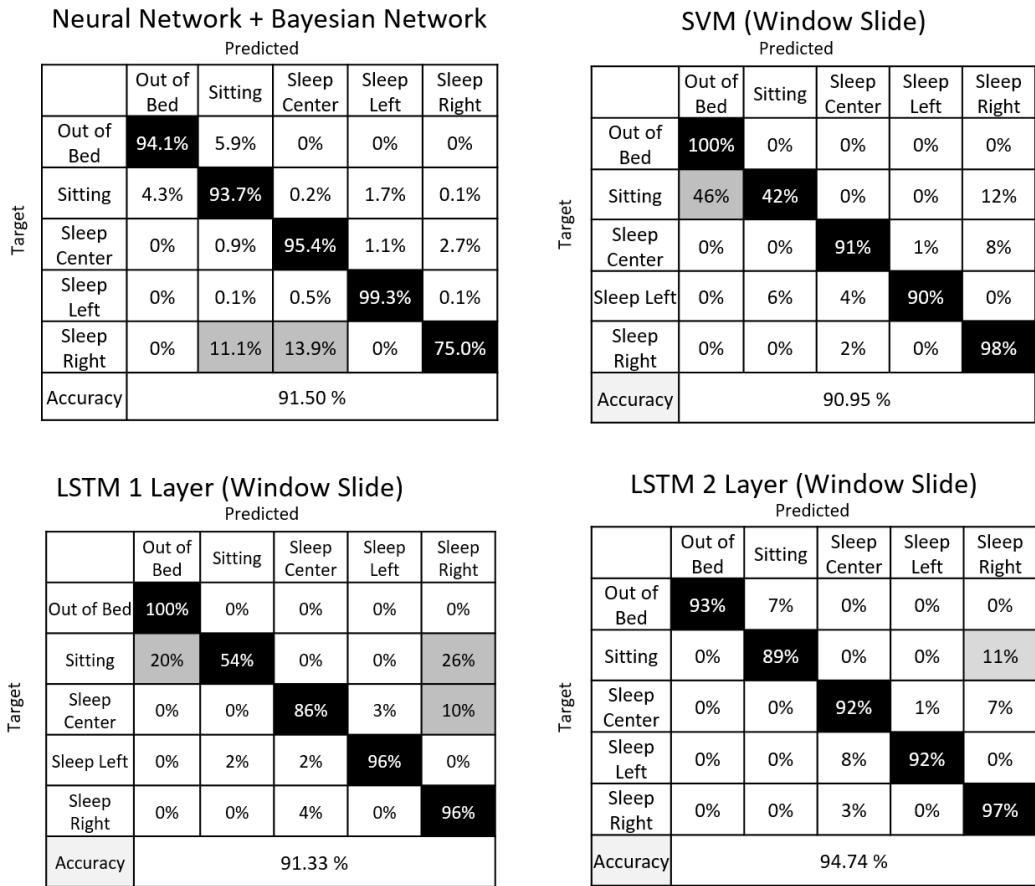 Neural Network + Bayesian Network
Predicted
Out of Bed Sitting Sleep Center Sleep Left Sleep Right
Target
Out of Bed 94.1% 5.9% 0% 0% 0%
Sitting 4.3% 93.7% 0.2% 1.7% 0.1%
Sleep Center 0% 0.9% 95.4% 1.1% 2.7%
Sleep Left 0% 0.1% 0.5% 99.3% 0.1%
Sleep Right 0% 11.1% 13.9% 0% 75.0%
Accuracy 91.50 %
SVM (Window Slide)
Predicted
Out of Bed Sitting Sleep Center Sleep Left Sleep Right
Target
Out of Bed 100% 0% 0% 0% 0%
Sitting 46% 42% 0% 0% 12%
Sleep Center 0% 0% 91% 1% 8%
Sleep Left 0% 6% 4% 90% 0%
Sleep Right 0% 0% 2% 0% 98%
Accuracy 90.95 %
LSTM 1 Layer (Window Slide)
Predicted
Out of Bed Sitting Sleep Center Sleep Left Sleep Right
Target
Out of Bed 100% 0% 0% 0% 0%
Sitting 20% 54% 0% 0% 26%
Sleep Center 0% 0% 86% 3% 10%
Sleep Left 0% 2% 2% 96% 0%
Sleep Right 0% 0% 4% 0% 96%
Accuracy 91.33 %
LSTM 2 Layer (Window Slide)
Predicted
Out of Bed Sitting Sleep Center Sleep Left Sleep Right
Target
Out of Bed 93% 7% 0% 0% 0%
Sitting 0% 89% 0% 0% 11%
Sleep Center 0% 0% 92% 1% 7%
Sleep Left 0% 0% 8% 92% 0%
Sleep Right 0% 0% 3% 0% 97%
Accuracy 94.74 %